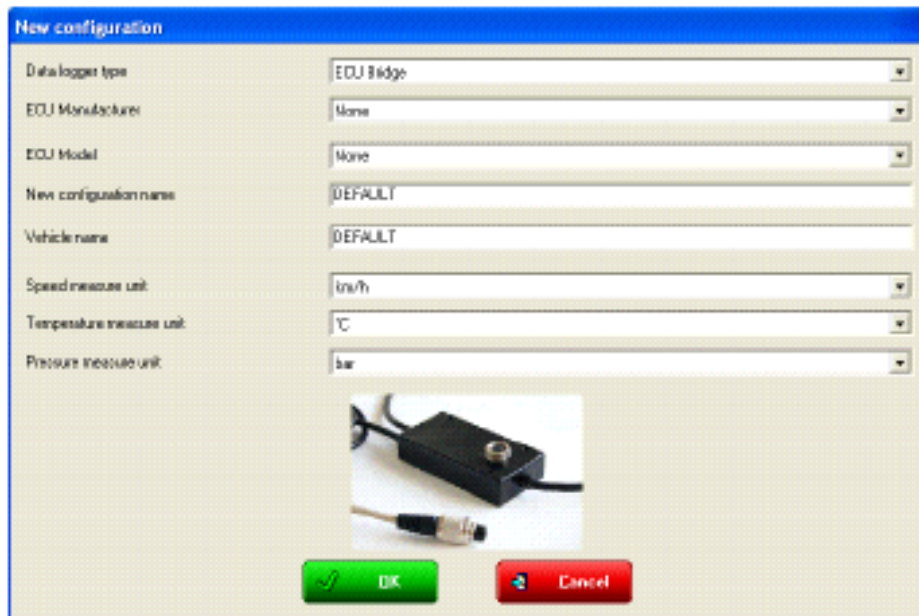 New configuration
Data logger type ECU Bridge
ECU Manufacturer None
ECU Model None
New configuration name DEFAULT
Vehicle name DEFAULT
Speed measure unit km/h
Temperature measure unit °C
Pressure measure unit bar
OK Cancel